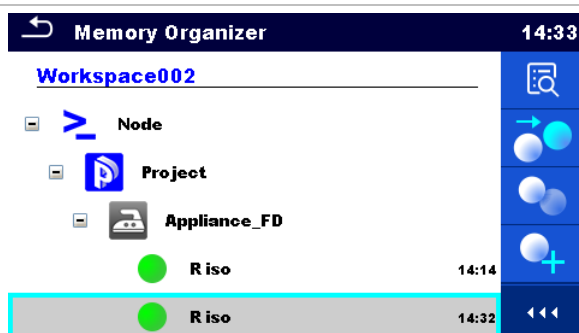 Memory Organizer 14:33
Workspace002
Node
Project
Appliance_FD
R iso 14:14
R iso 14:32